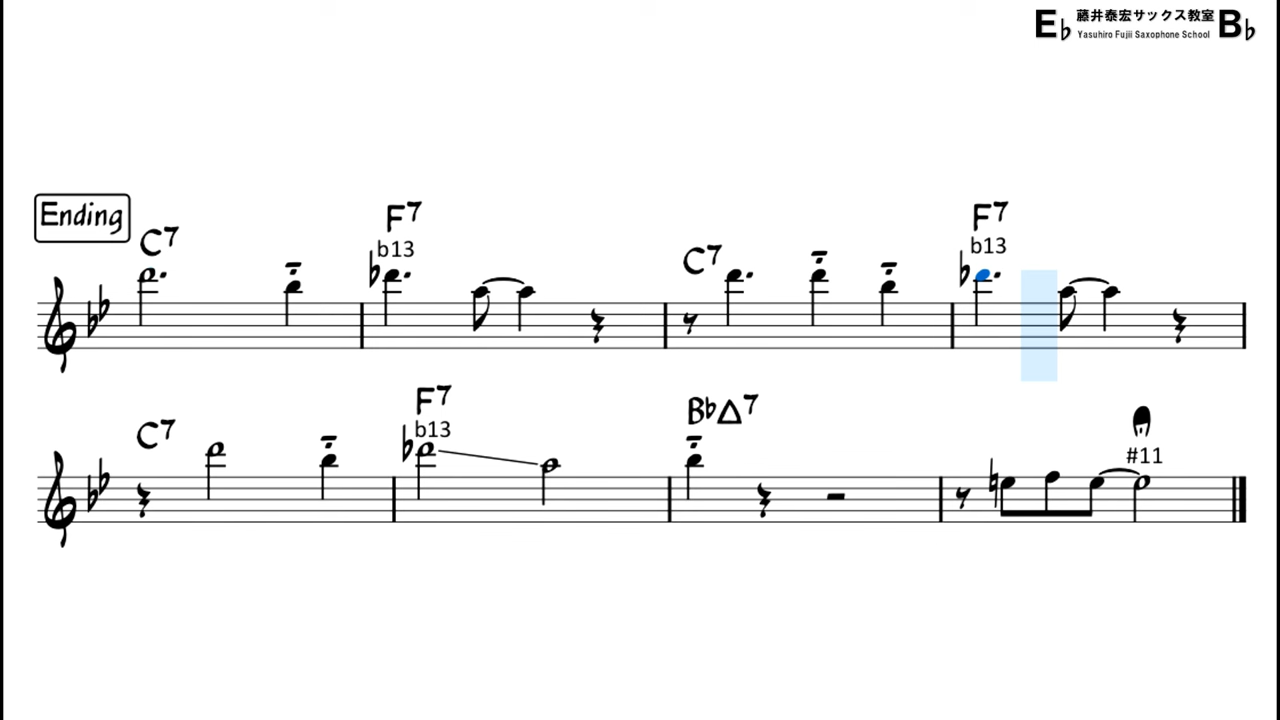 E♭ 藤井泰宏サックス教室 B♭
Yasuhiro Fujii Saxophone School
Ending
C7 F7 C7 F7
b13 b13
C7 F7 B♭△7
b13 #11